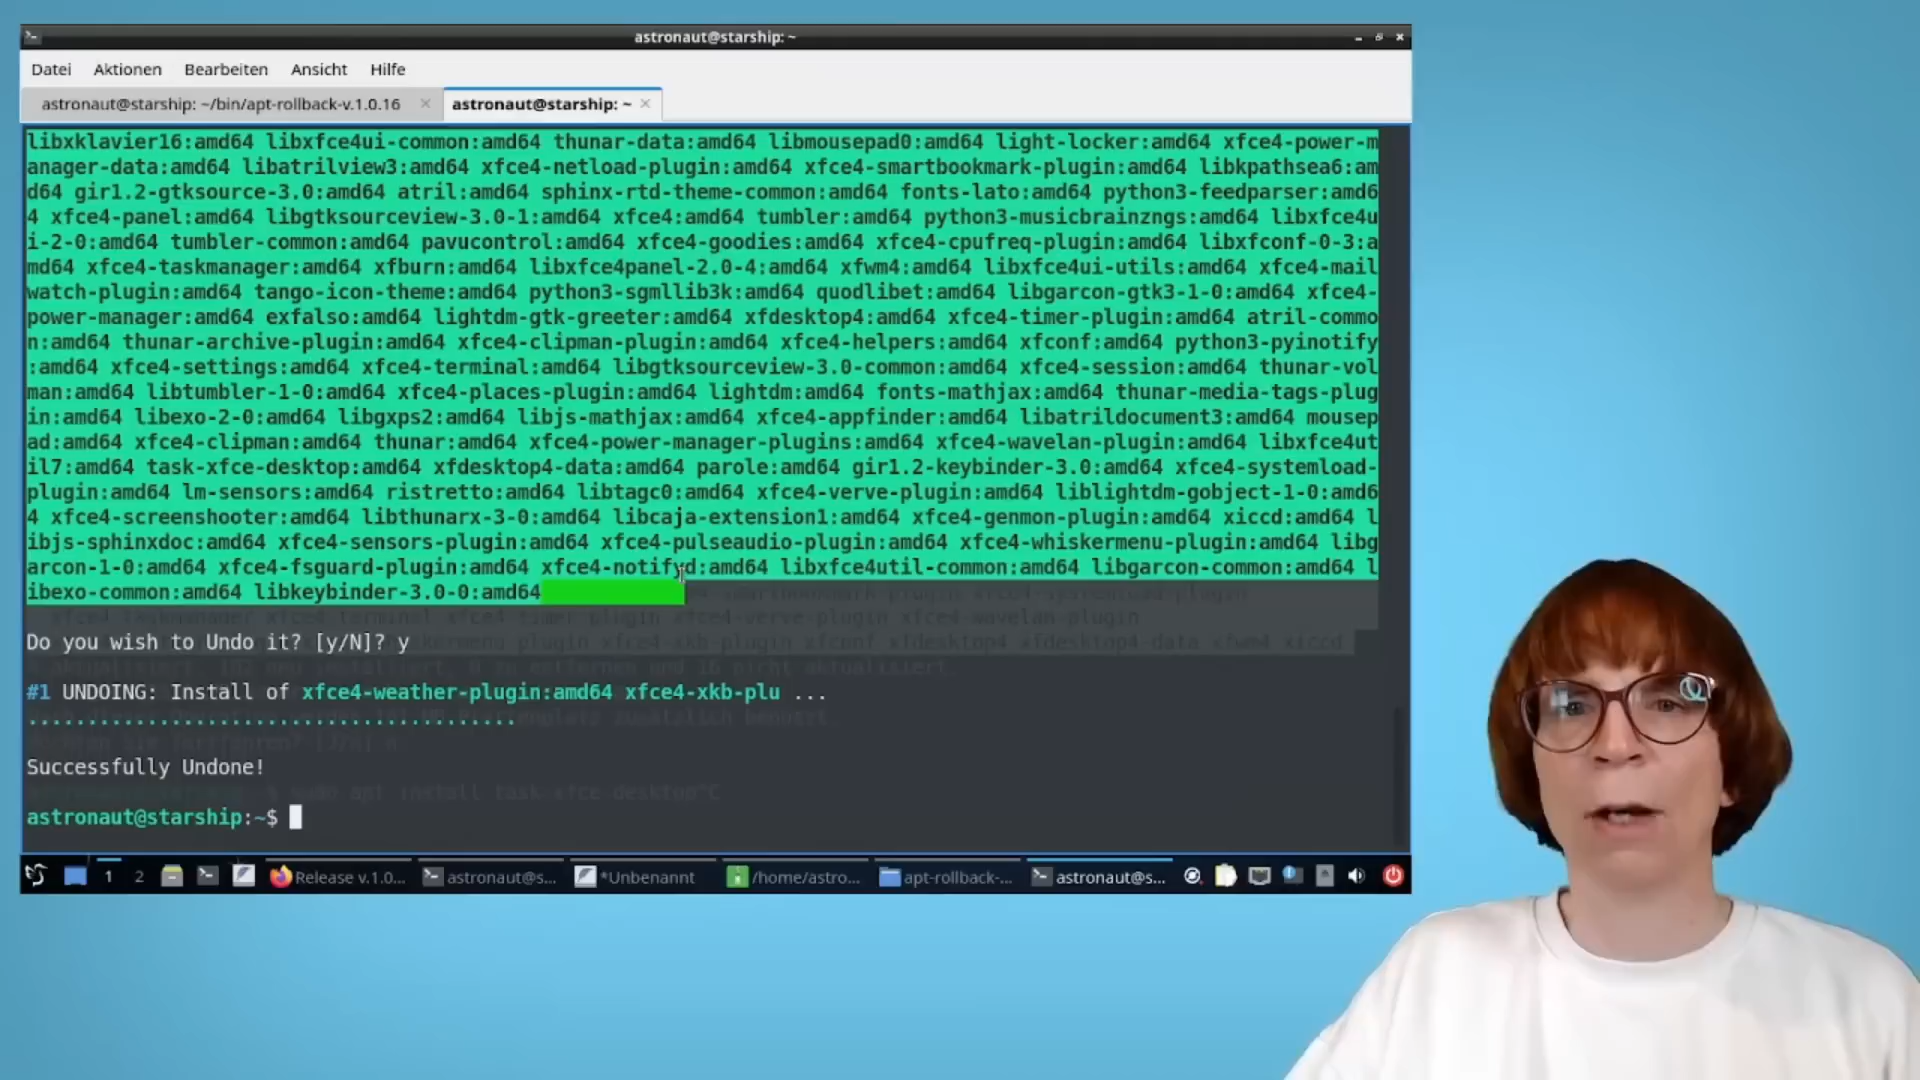 astronaut@starship: ~
Datei Aktionen Bearbeiten Ansicht Hilfe
astronaut@starship: ~/bin/apt-rollback-v.1.0.16 × astronaut@starship: ~ ×
libxklavier16:amd64 libxfce4ui-common:amd64 thunar-data:amd64 libmousepad0:amd64 light-locker:amd64 xfce4-power-m
anager-data:amd64 libatrilview3:amd64 xfce4-netload-plugin:amd64 xfce4-smartbookmark-plugin:amd64 libkpathsea6:am
d64 gir1.2-gtksource-3.0:amd64 atril:amd64 sphinx-rtd-theme-common:amd64 fonts-lato:amd64 python3-feedparser:amd6
4 xfce4-panel:amd64 libgtksourceview-3.0-1:amd64 xfce4:amd64 tumbler:amd64 python3-musicbrainzngs:amd64 libxfce4u
i-2-0:amd64 tumbler-common:amd64 pavucontrol:amd64 xfce4-goodies:amd64 xfce4-cpufreq-plugin:amd64 libxfconf-0-3:a
md64 xfce4-taskmanager:amd64 xfburn:amd64 libxfce4panel-2.0-4:amd64 xfwm4:amd64 libxfce4ui-utils:amd64 xfce4-mail
watch-plugin:amd64 tango-icon-theme:amd64 python3-sgmllib3k:amd64 quodlibet:amd64 libgarcon-gtk3-1-0:amd64 xfce4-
power-manager:amd64 exfalso:amd64 lightdm-gtk-greeter:amd64 xfdesktop4:amd64 xfce4-timer-plugin:amd64 atril-commo
n:amd64 thunar-archive-plugin:amd64 xfce4-clipman-plugin:amd64 xfce4-helpers:amd64 xfconf:amd64 python3-pyinotify
:amd64 xfce4-settings:amd64 xfce4-terminal:amd64 libgtksourceview-3.0-common:amd64 xfce4-session:amd64 thunar-vol
man:amd64 libtumbler-1-0:amd64 xfce4-places-plugin:amd64 lightdm:amd64 fonts-mathjax:amd64 thunar-media-tags-plug
in:amd64 libexo-2-0:amd64 libgxps2:amd64 libjs-mathjax:amd64 xfce4-appfinder:amd64 libatrildocument3:amd64 mousep
ad:amd64 xfce4-clipman:amd64 thunar:amd64 xfce4-power-manager-plugins:amd64 xfce4-wavelan-plugin:amd64 libxfce4ut
il7:amd64 task-xfce-desktop:amd64 xfdesktop4-data:amd64 parole:amd64 gir1.2-keybinder-3.0:amd64 xfce4-systemload-
plugin:amd64 lm-sensors:amd64 ristretto:amd64 libtagc0:amd64 xfce4-verve-plugin:amd64 liblightdm-gobject-1-0:amd6
4 xfce4-screenshooter:amd64 libthunarx-3-0:amd64 libcaja-extension1:amd64 xfce4-genmon-plugin:amd64 xiccd:amd64 l
ibjs-sphinxdoc:amd64 xfce4-sensors-plugin:amd64 xfce4-pulseaudio-plugin:amd64 xfce4-whiskermenu-plugin:amd64 libg
arcon-1-0:amd64 xfce4-fsguard-plugin:amd64 xfce4-notifyd:amd64 libxfce4util-common:amd64 libgarcon-common:amd64 l
ibexo-common:amd64 libkeybinder-3.0-0:amd64
Do you wish to Undo it? [y/N]? y
#1 UNDOING: Install of xfce4-weather-plugin:amd64 xfce4-xkb-plu ...
.........................................
Successfully Undone!
astronaut@starship:~$
1 2 Release v.1.0... astronaut@s... *Unbenannt /home/astro... apt-rollback-... astronaut@s...